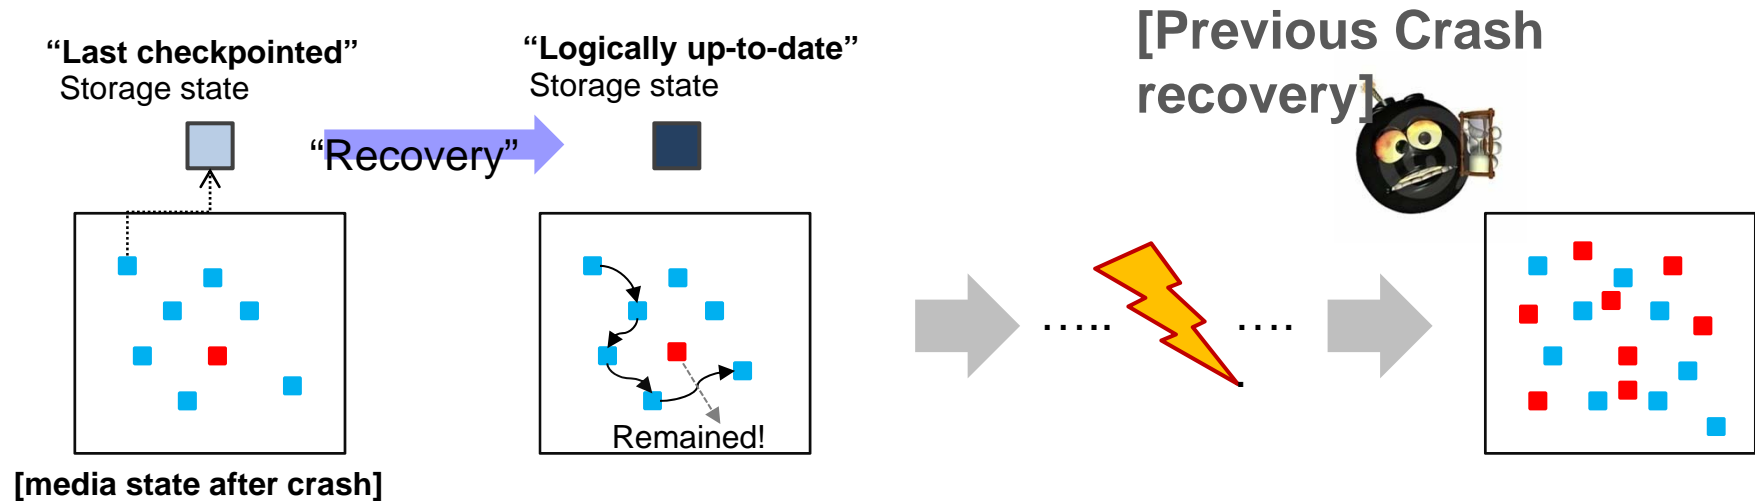 “Last checkpointed”
Storage state
“Logically up-to-date”
Storage state
[Previous Crash
recovery]
“Recovery”
.....
....
.
Remained!
[media state after crash]